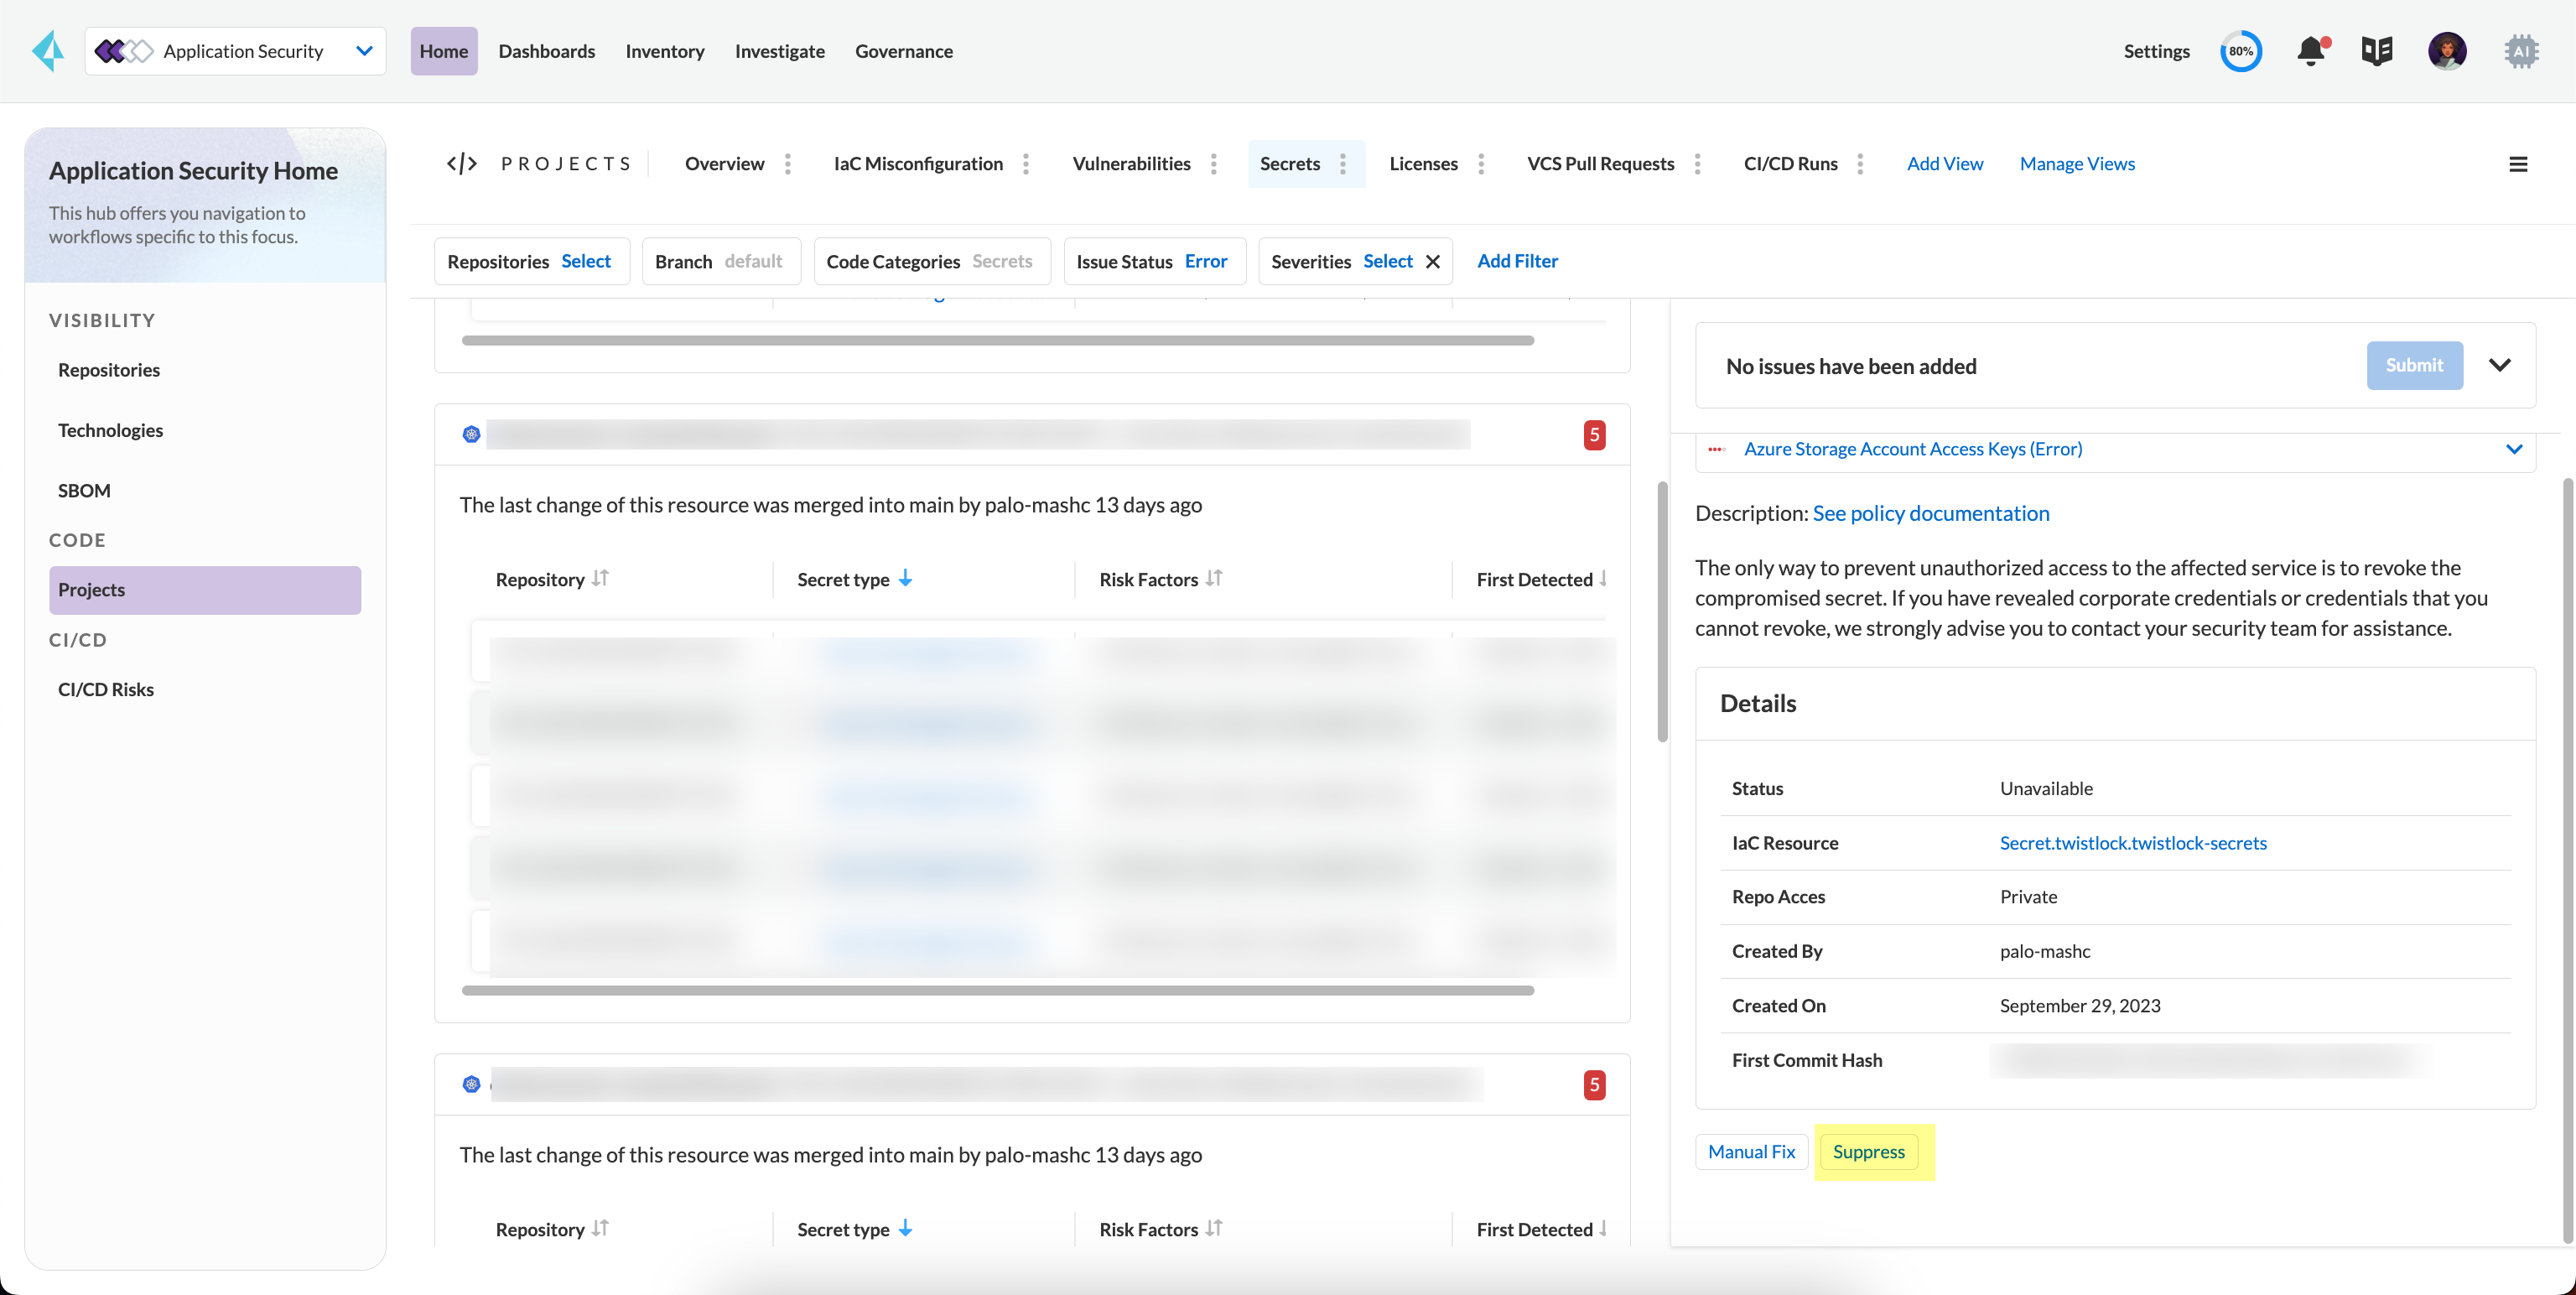 Application Security
Home
Dashboards
Inventory
Investigate
Governance
Settings
80%
AI
Application Security Home
This hub offers you navigation to
workflows specific to this focus.
VISIBILITY
Repositories
Technologies
SBOM
CODE
Projects
CI/CD
CI/CD Risks
</> PROJECTS
Overview
IaC Misconfiguration
Vulnerabilities
Secrets
Licenses
VCS Pull Requests
CI/CD Runs
Add View
Manage Views
Repositories Select
Branch default
Code Categories Secrets
Issue Status Error
Severities Select
Add Filter
5
The last change of this resource was merged into main by palo-mashc 13 days ago
Repository
Secret type
Risk Factors
First Detected
5
The last change of this resource was merged into main by palo-mashc 13 days ago
Repository
Secret type
Risk Factors
First Detected
No issues have been added
Submit
Azure Storage Account Access Keys (Error)
Description: See policy documentation
The only way to prevent unauthorized access to the affected service is to revoke the
compromised secret. If you have revealed corporate credentials or credentials that you
cannot revoke, we strongly advise you to contact your security team for assistance.
Details
Status Unavailable
IaC Resource Secret.twistlock.twistlock-secrets
Repo Acces Private
Created By palo-mashc
Created On September 29, 2023
First Commit Hash
Manual Fix
Suppress